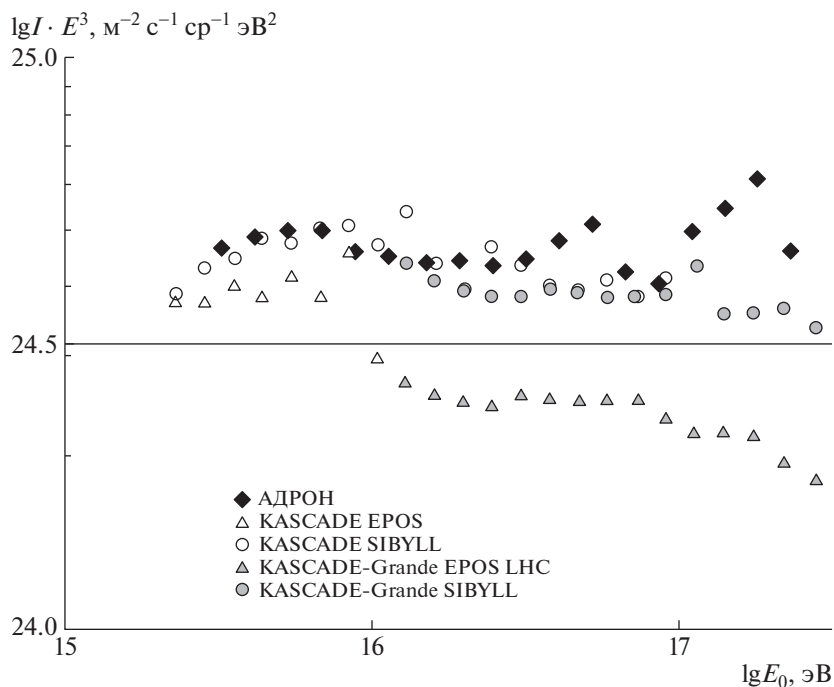 lgI · E³, м⁻² с⁻¹ ср⁻¹ эВ²
25.0
24.5
АДРОН
KASCADE EPOS
KASCADE SIBYLL
KASCADE-Grande EPOS LHC
KASCADE-Grande SIBYLL
24.0
15
16
17
lgE₀, эВ